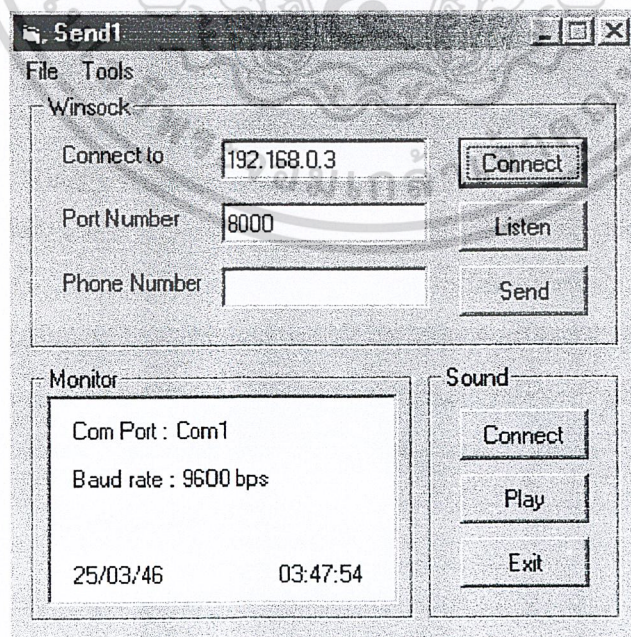 Send1
File Tools
Winsock
Connect to 192.168.0.3 Connect
Port Number 8000 Listen
Phone Number Send
Monitor
Com Port : Com1
Baud rate : 9600 bps
25/03/46 03:47:54
Sound
Connect
Play
Exit